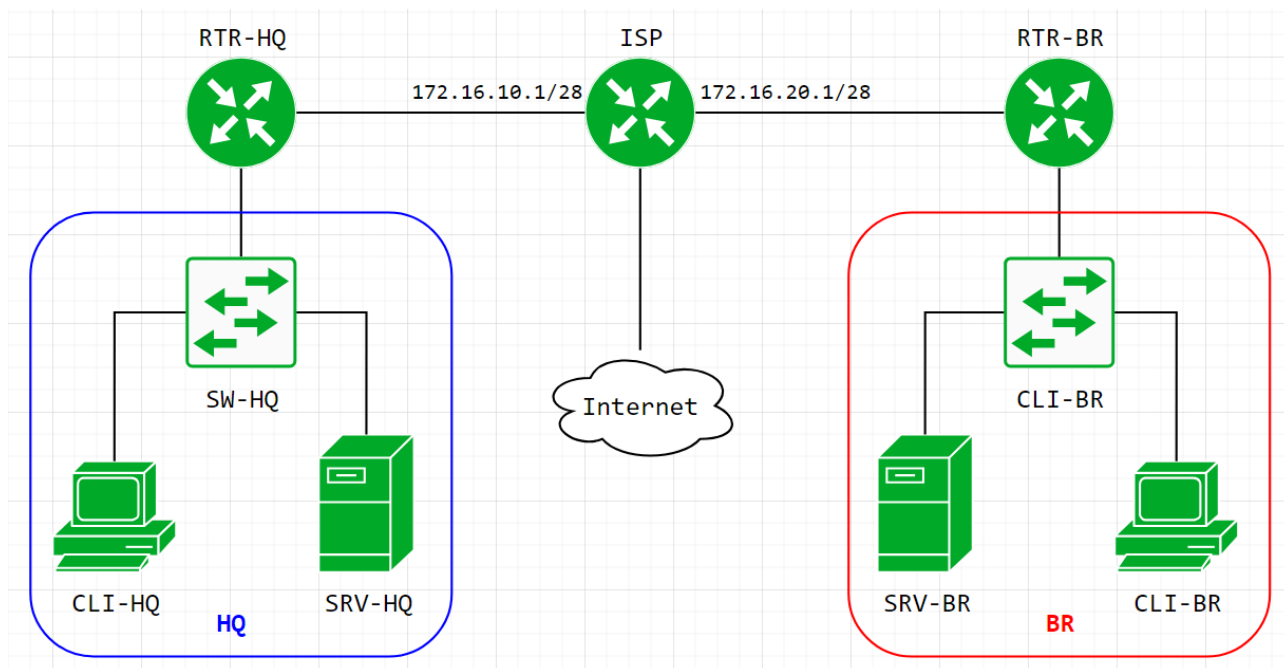 RTR-HQ
ISP
RTR-BR
172.16.10.1/28
172.16.20.1/28
SW-HQ
CLI-BR
Internet
CLI-HQ
SRV-HQ
SRV-BR
CLI-BR
HQ
BR